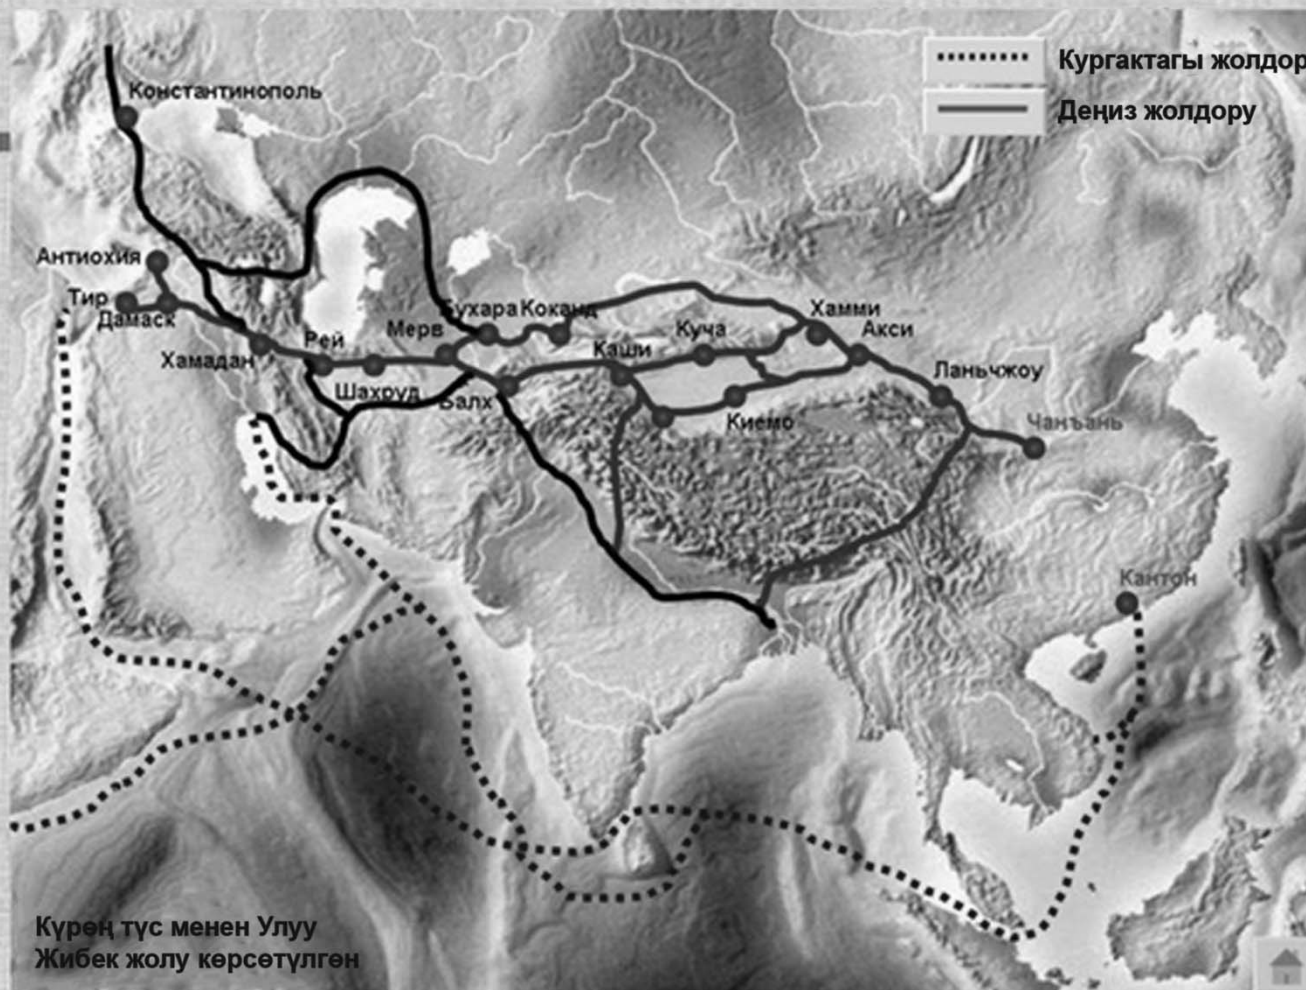 Кургактагы жолдор
Деңиз жолдору
Константинополь
Антиохия
Тир
Дамаск
Хамадан
Рей
Шахруд
Мерв
Бухара
Коканд
Балх
Каши
Куча
Киемо
Хамми
Акси
Ланьчжоу
Чанъань
Кантон
Күрөң түс менен Улуу
Жибек жолу көрсөтүлгөн